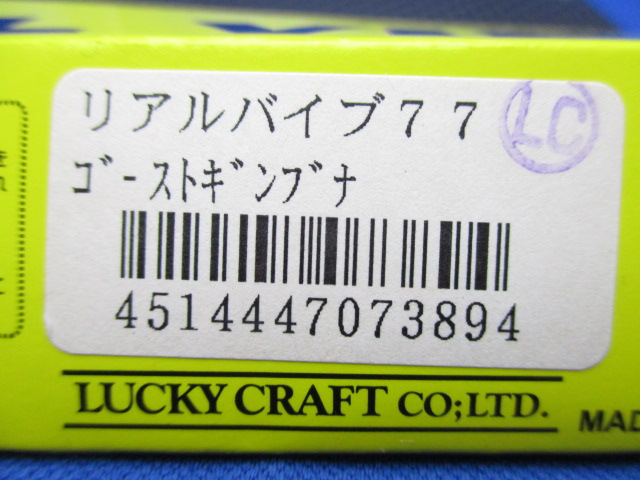 リアルバイブ７７
LC
ｺﾞｰｽﾄｷﾞﾝﾌﾞﾅ
4514447073894
LUCKY CRAFT CO;LTD.